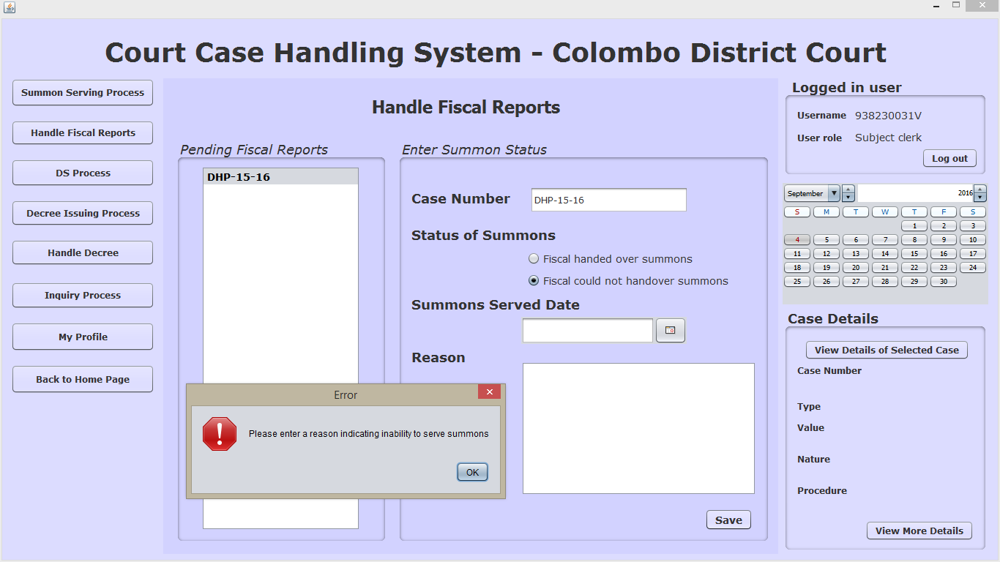 Court Case Handling System - Colombo District Court
Summon Serving Process
Handle Fiscal Reports
DS Process
Decree Issuing Process
Handle Decree
Inquiry Process
My Profile
Back to Home Page
Handle Fiscal Reports
Pending Fiscal Reports
DHP-15-16
Enter Summon Status
Case Number DHP-15-16
Status of Summons
Fiscal handed over summons
Fiscal could not handover summons
Summons Served Date
Reason
Save
Error
Please enter a reason indicating inability to serve summons
OK
Logged in user
Username 938230031V
User role Subject clerk
Log out
September 2016
S M T W T F S
1 2 3
4 5 6 7 8 9 10
11 12 13 14 15 16 17
18 19 20 21 22 23 24
25 26 27 28 29 30
Case Details
View Details of Selected Case
Case Number
Type
Value
Nature
Procedure
View More Details